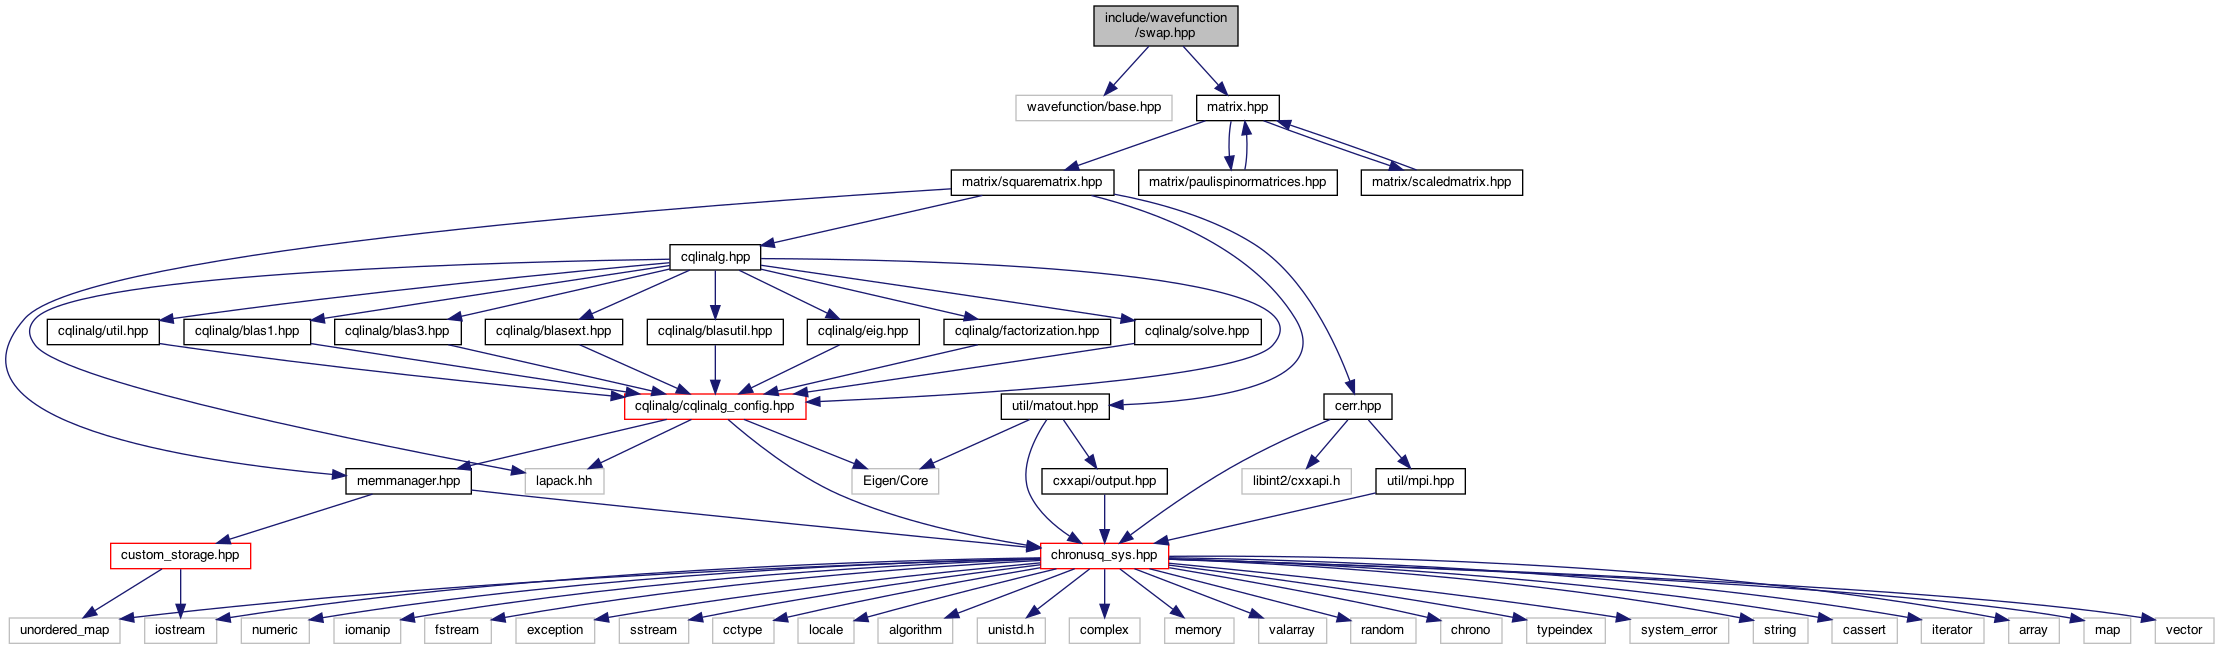 include/wavefunction
/swap.hpp
wavefunction/base.hpp
matrix.hpp
matrix/squarematrix.hpp
matrix/paulispinormatrices.hpp
matrix/scaledmatrix.hpp
cqlinalg.hpp
cqlinalg/util.hpp
cqlinalg/blas1.hpp
cqlinalg/blas3.hpp
cqlinalg/blasext.hpp
cqlinalg/blasutil.hpp
cqlinalg/eig.hpp
cqlinalg/factorization.hpp
cqlinalg/solve.hpp
cqlinalg/cqlinalg_config.hpp
util/matout.hpp
cerr.hpp
memmanager.hpp
lapack.hh
Eigen/Core
cxxapi/output.hpp
libint2/cxxapi.h
util/mpi.hpp
custom_storage.hpp
chronusq_sys.hpp
unordered_map
iostream
numeric
iomanip
fstream
exception
sstream
cctype
locale
algorithm
unistd.h
complex
memory
valarray
random
chrono
typeindex
system_error
string
cassert
iterator
array
map
vector